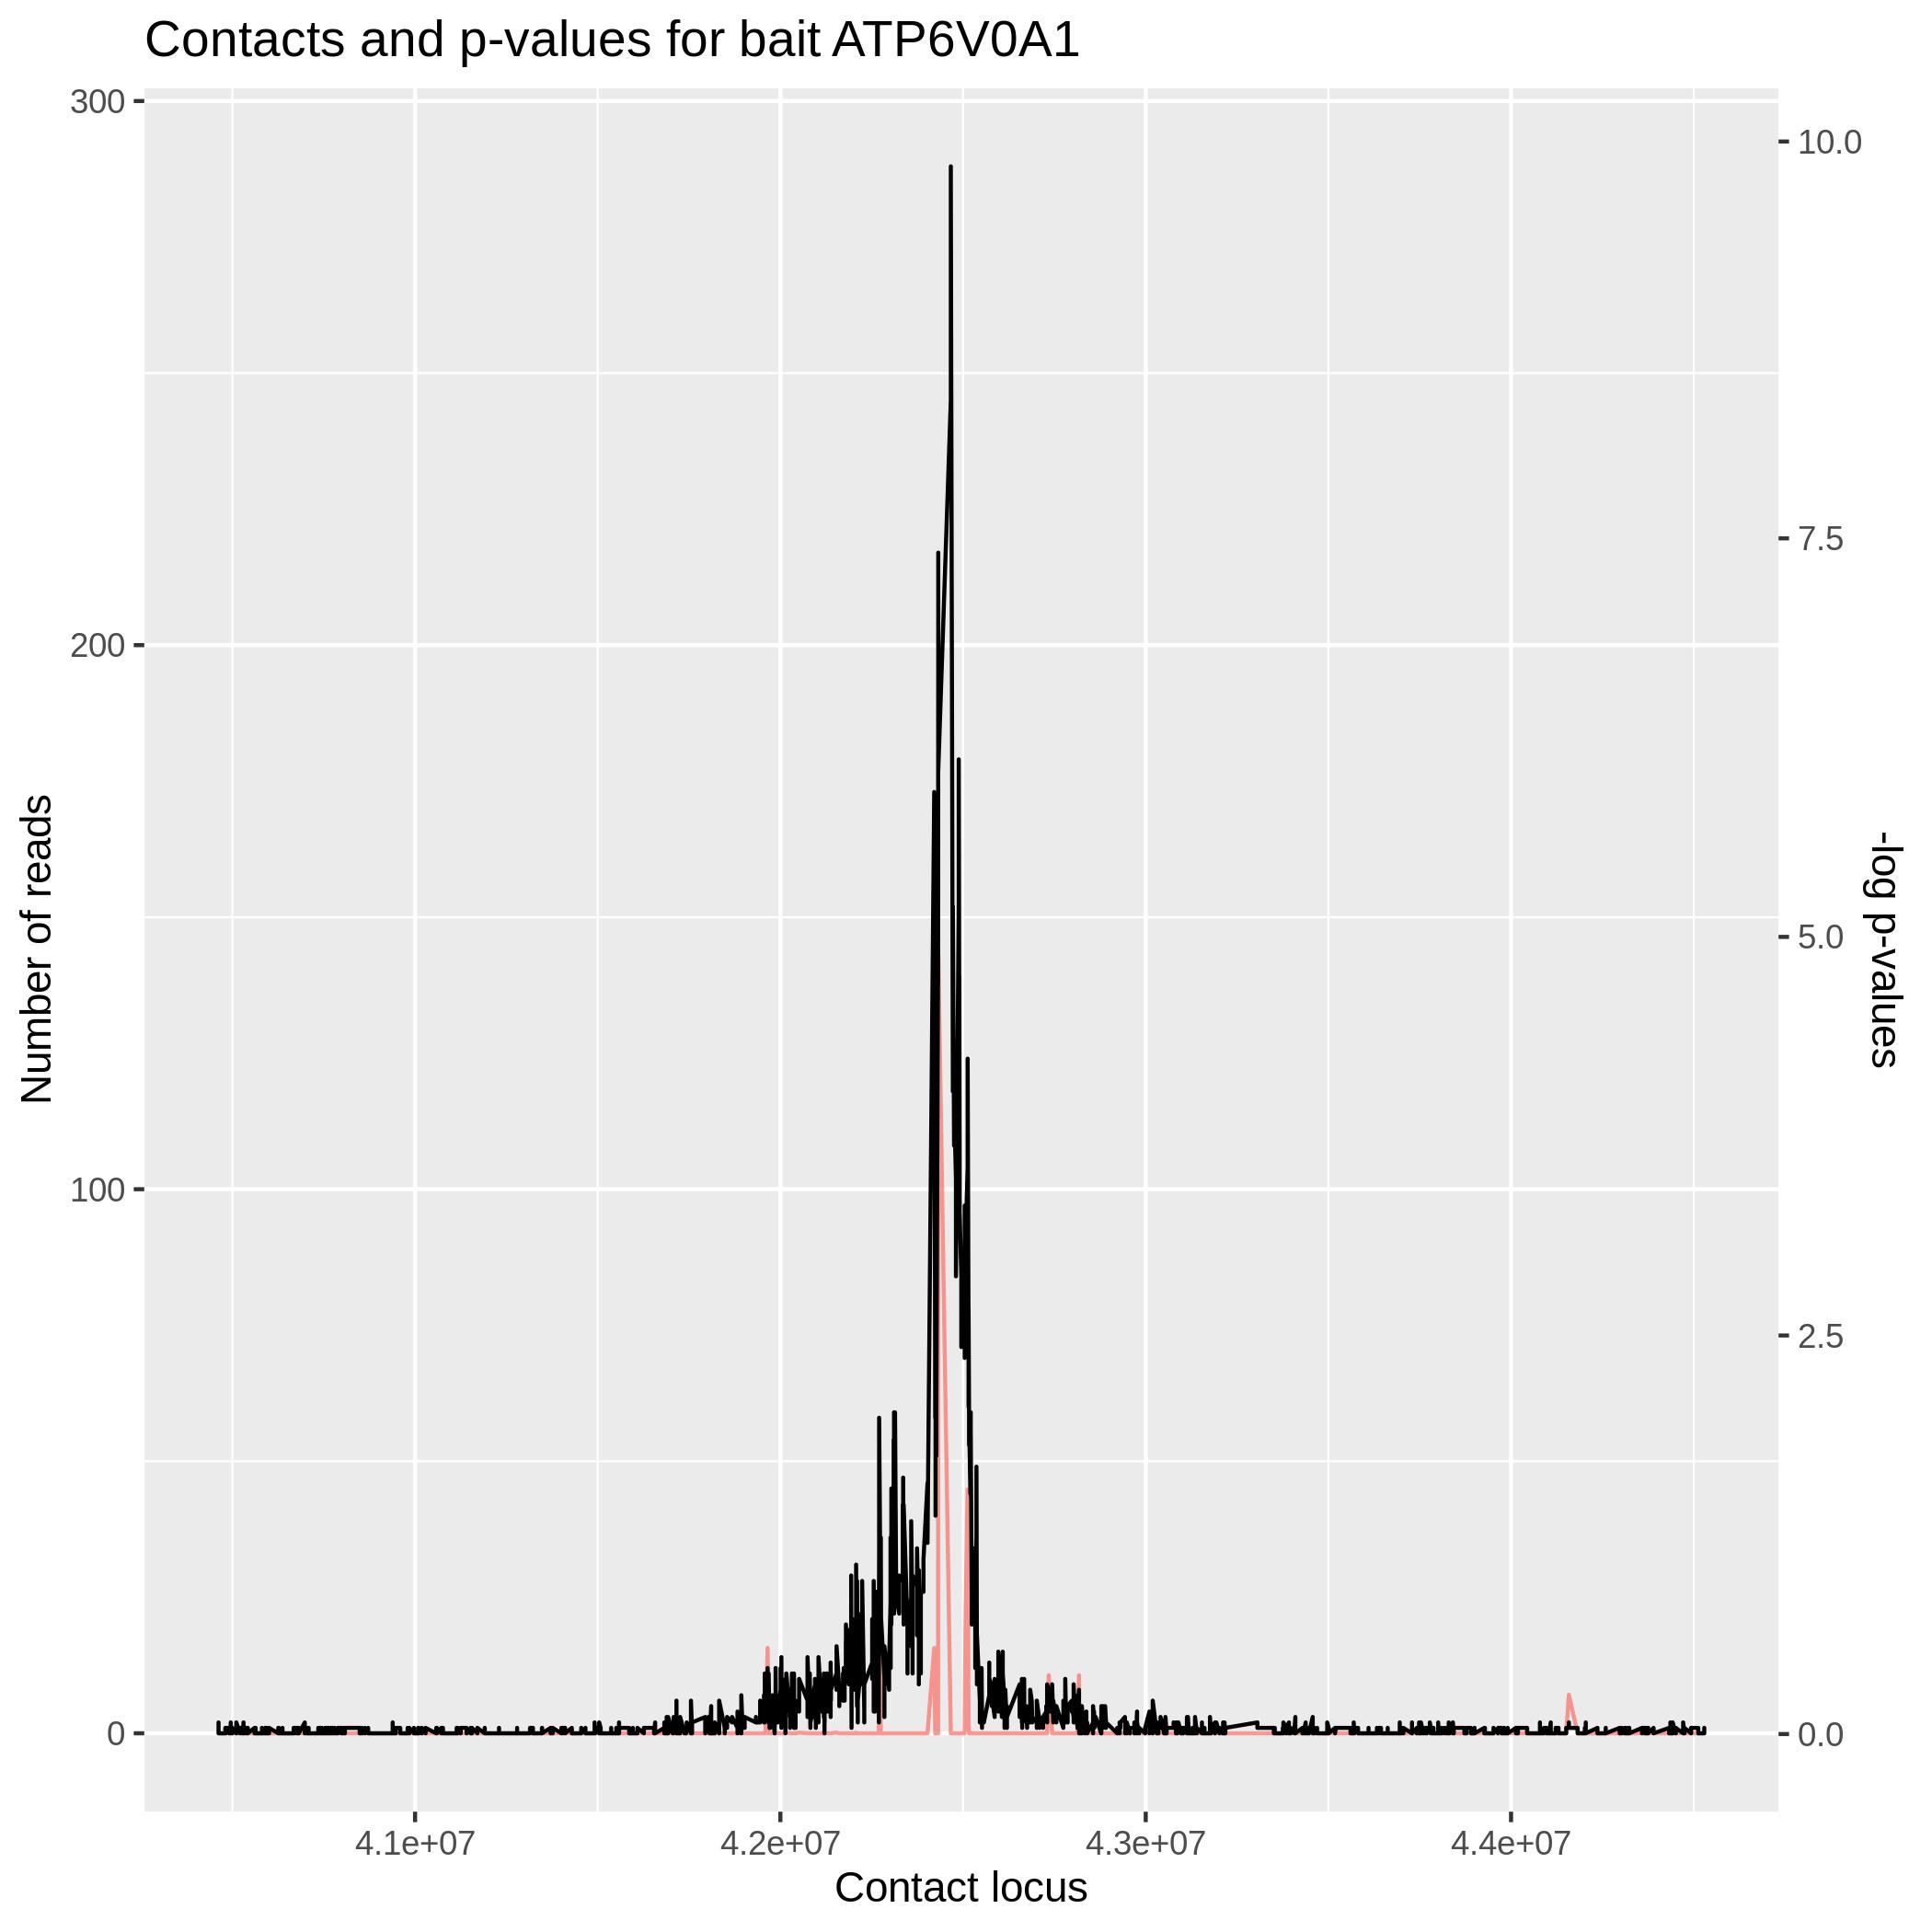 Contacts and p-values for bait ATP6V0A1
300
200
100
0
Number of reads
10.0
7.5
5.0
2.5
0.0
-log p-values
4.1e+07
4.2e+07
4.3e+07
4.4e+07
Contact locus